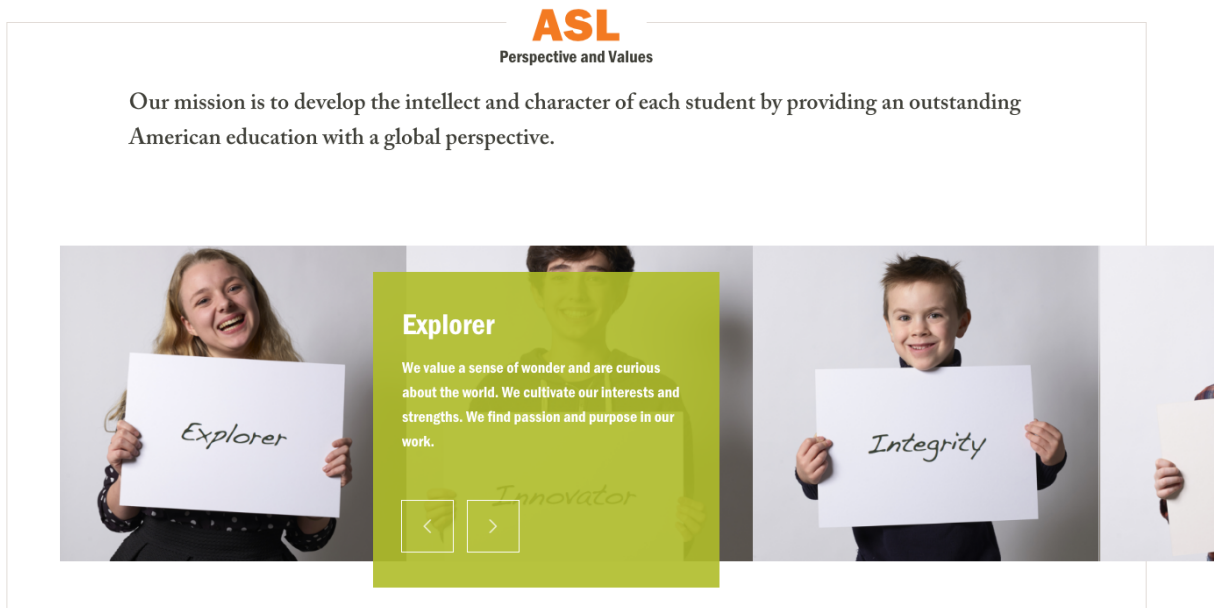 ASL
Perspective and Values
Our mission is to develop the intellect and character of each student by providing an outstanding
American education with a global perspective.
Explorer
Explorer
We value a sense of wonder and are curious
about the world. We cultivate our interests and
strengths. We find passion and purpose in our
work.
Innovator
Integrity